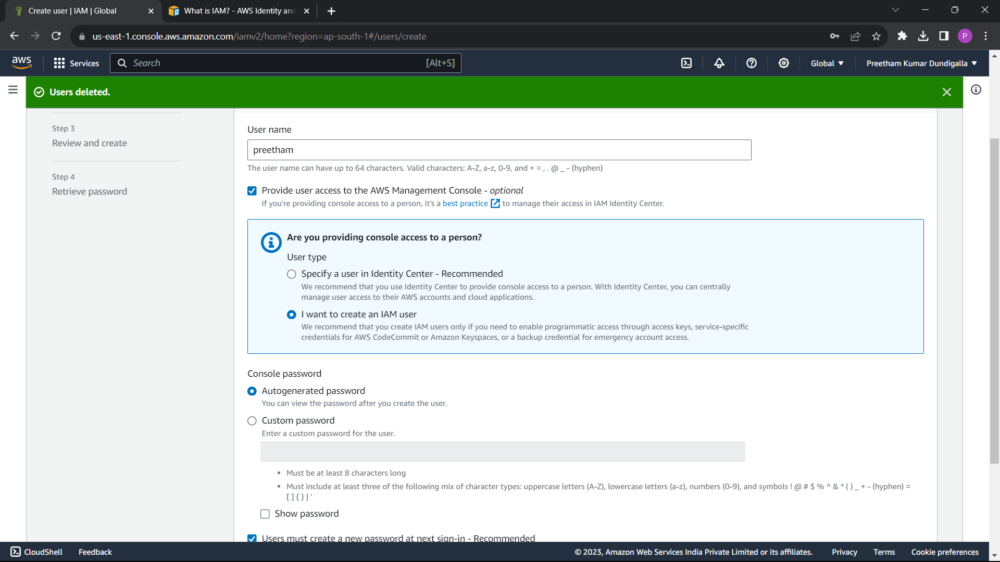 Create user | IAM | Global
What is IAM? - AWS Identity and
us-east-1.console.aws.amazon.com/iamv2/home?region=ap-south-1#/users/create
P
aws
Services
Search
[Alt+S]
Global
Preetham Kumar Dundigalla
Users deleted.
Step 3
Review and create
Step 4
Retrieve password
User name
preetham
The user name can have up to 64 characters. Valid characters: A-Z, a-z, 0-9, and + = , . @ _ - (hyphen)
Provide user access to the AWS Management Console - optional
If you're providing console access to a person, it's a best practice to manage their access in IAM Identity Center.
Are you providing console access to a person?
User type
Specify a user in Identity Center - Recommended
We recommend that you use Identity Center to provide console access to a person. With Identity Center, you can centrally
manage user access to their AWS accounts and cloud applications.
I want to create an IAM user
We recommend that you create IAM users only if you need to enable programmatic access through access keys, service-specific
credentials for AWS CodeCommit or Amazon Keyspaces, or a backup credential for emergency account access.
Console password
Autogenerated password
You can view the password after you create the user.
Custom password
Enter a custom password for the user.
• Must be at least 8 characters long
• Must include at least three of the following mix of character types: uppercase letters (A-Z), lowercase letters (a-z), numbers (0-9), and symbols ! @ # $ % ^ & * ( ) _ + - (hyphen) =
[ ] { } | '
Show password
Users must create a new password at next sign-in - Recommended
CloudShell
Feedback
© 2023, Amazon Web Services India Private Limited or its affiliates.
Privacy
Terms
Cookie preferences